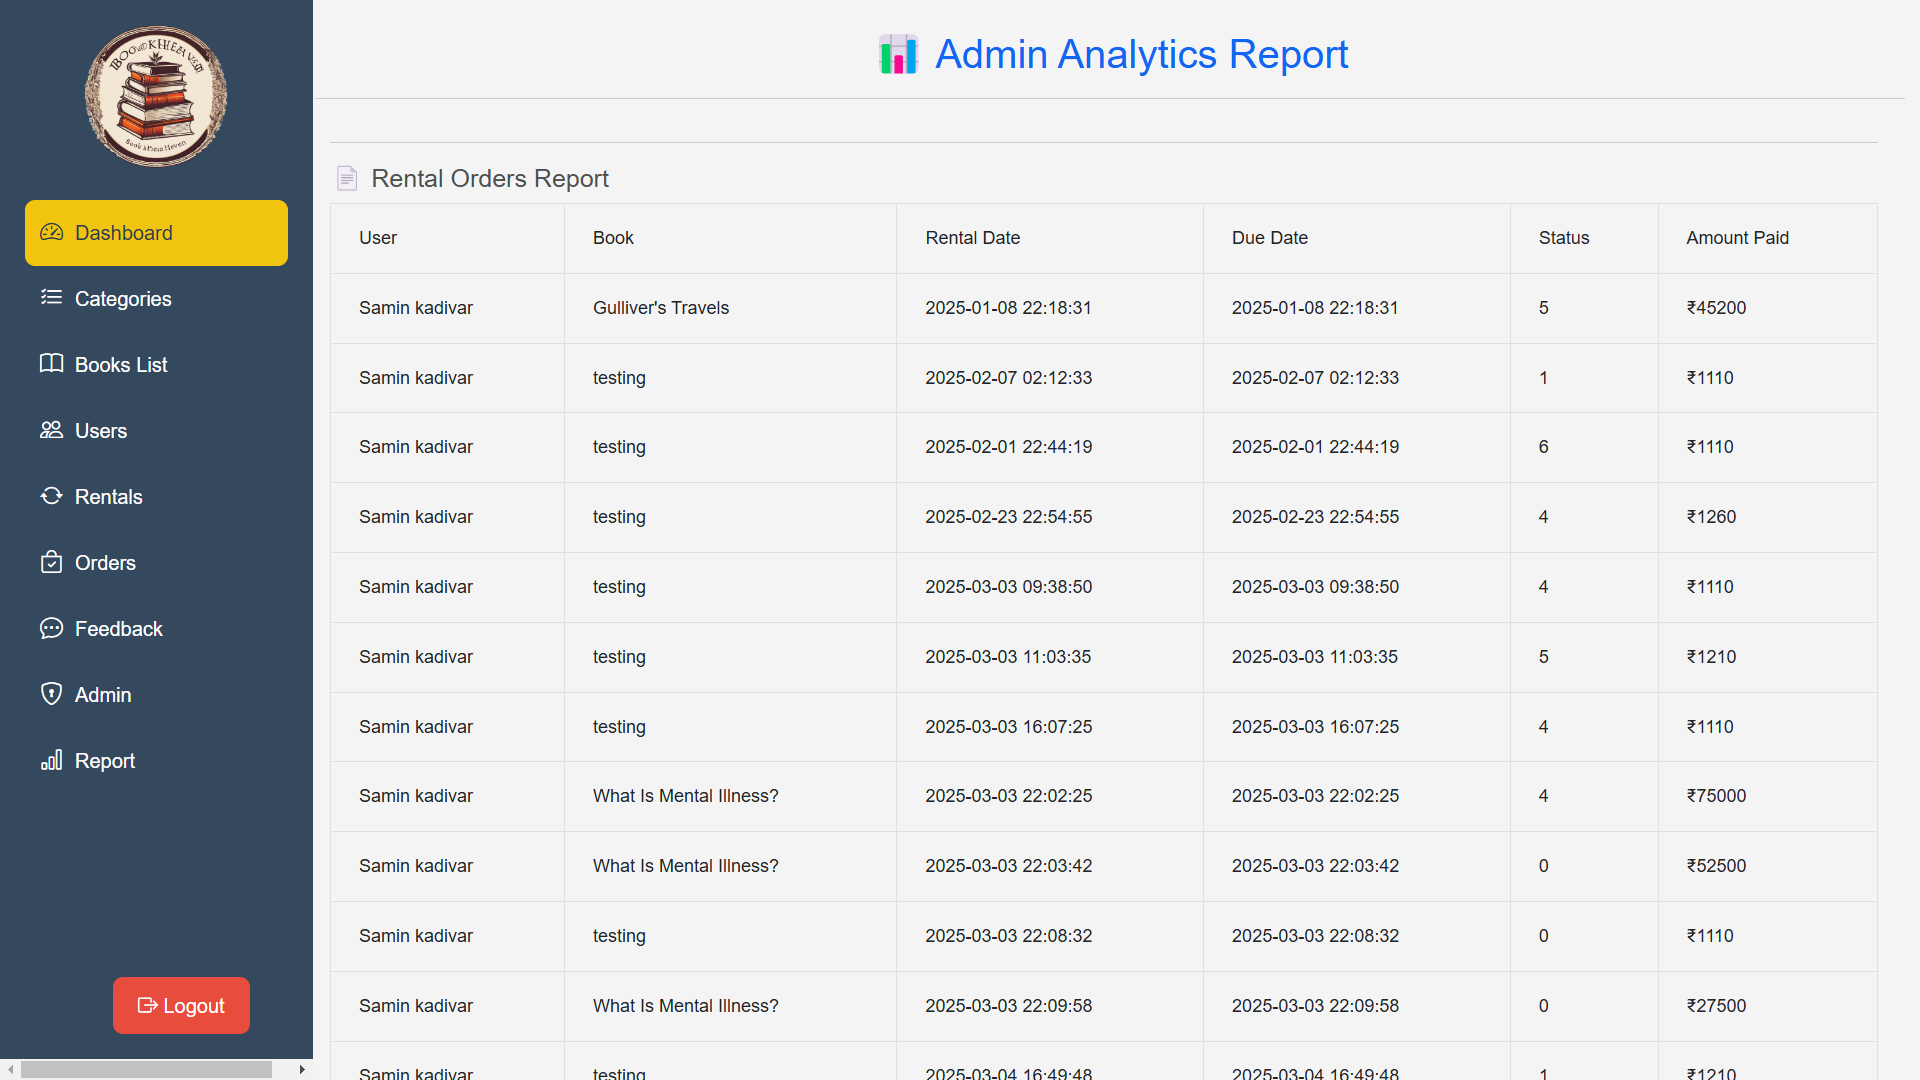 Dashboard
Categories
Books List
Users
Rentals
Orders
Feedback
Admin
Report
Logout
Admin Analytics Report
Rental Orders Report
User Book Rental Date Due Date Status Amount Paid
Samin kadivar Gulliver's Travels 2025-01-08 22:18:31 2025-01-08 22:18:31 5 ₹45200
Samin kadivar testing 2025-02-07 02:12:33 2025-02-07 02:12:33 1 ₹1110
Samin kadivar testing 2025-02-01 22:44:19 2025-02-01 22:44:19 6 ₹1110
Samin kadivar testing 2025-02-23 22:54:55 2025-02-23 22:54:55 4 ₹1260
Samin kadivar testing 2025-03-03 09:38:50 2025-03-03 09:38:50 4 ₹1110
Samin kadivar testing 2025-03-03 11:03:35 2025-03-03 11:03:35 5 ₹1210
Samin kadivar testing 2025-03-03 16:07:25 2025-03-03 16:07:25 4 ₹1110
Samin kadivar What Is Mental Illness? 2025-03-03 22:02:25 2025-03-03 22:02:25 4 ₹75000
Samin kadivar What Is Mental Illness? 2025-03-03 22:03:42 2025-03-03 22:03:42 0 ₹52500
Samin kadivar testing 2025-03-03 22:08:32 2025-03-03 22:08:32 0 ₹1110
Samin kadivar What Is Mental Illness? 2025-03-03 22:09:58 2025-03-03 22:09:58 0 ₹27500
Samin kadivar testing 2025-03-04 16:49:48 2025-03-04 16:49:48 1 ₹1210